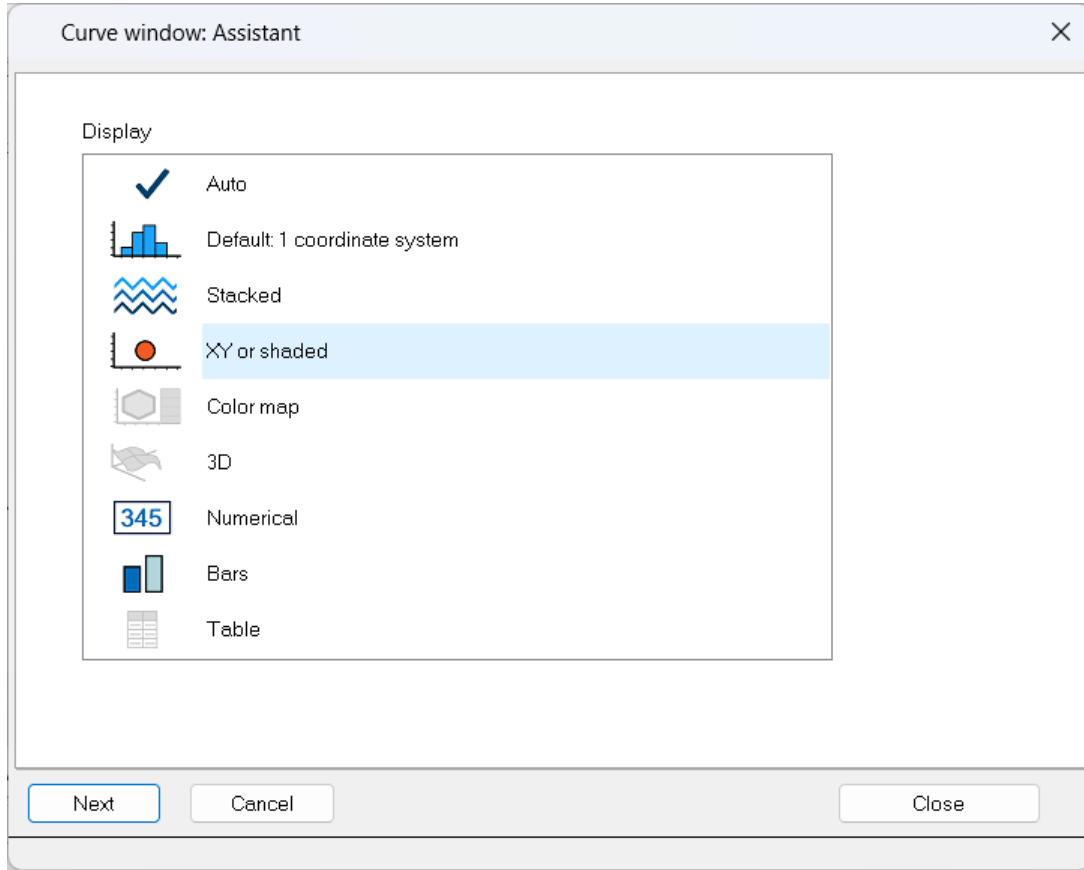 Curve window: Assistant
Display
Auto
Default: 1 coordinate system
Stacked
XY or shaded
Color map
3D
345 Numerical
Bars
Table
Next Cancel Close